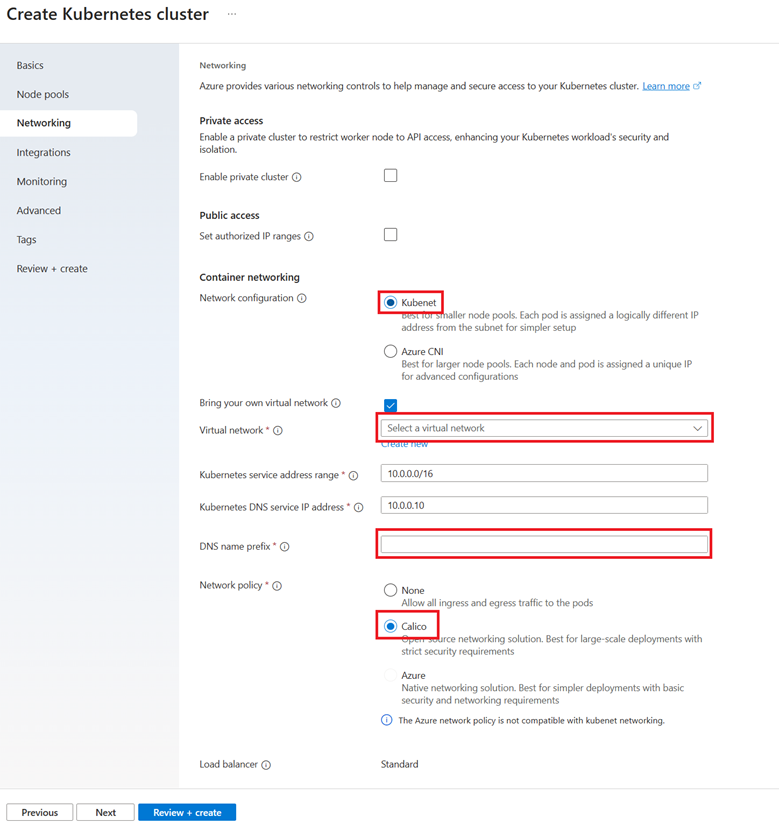 Create Kubernetes cluster ...
Basics
Node pools
Networking
Integrations
Monitoring
Advanced
Tags
Review + create
Networking
Azure provides various networking controls to help manage and secure access to your Kubernetes cluster. Learn more
Private access
Enable a private cluster to restrict worker node to API access, enhancing your Kubernetes workload's security and
isolation.
Enable private cluster
Public access
Set authorized IP ranges
Container networking
Network configuration
Kubenet
Best for smaller node pools. Each pod is assigned a logically different IP
address from the subnet for simpler setup
Azure CNI
Best for larger node pools. Each node and pod is assigned a unique IP
for advanced configurations
Bring your own virtual network
Virtual network *
Select a virtual network
Create new
Kubernetes service address range *
10.0.0.0/16
Kubernetes DNS service IP address *
10.0.0.10
DNS name prefix *
Network policy *
None
Allow all ingress and egress traffic to the pods
Calico
Open source networking solution. Best for large-scale deployments with
strict security requirements
Azure
Native networking solution. Best for simpler deployments with basic
security and networking requirements
The Azure network policy is not compatible with kubenet networking.
Load balancer
Standard
Previous
Next
Review + create